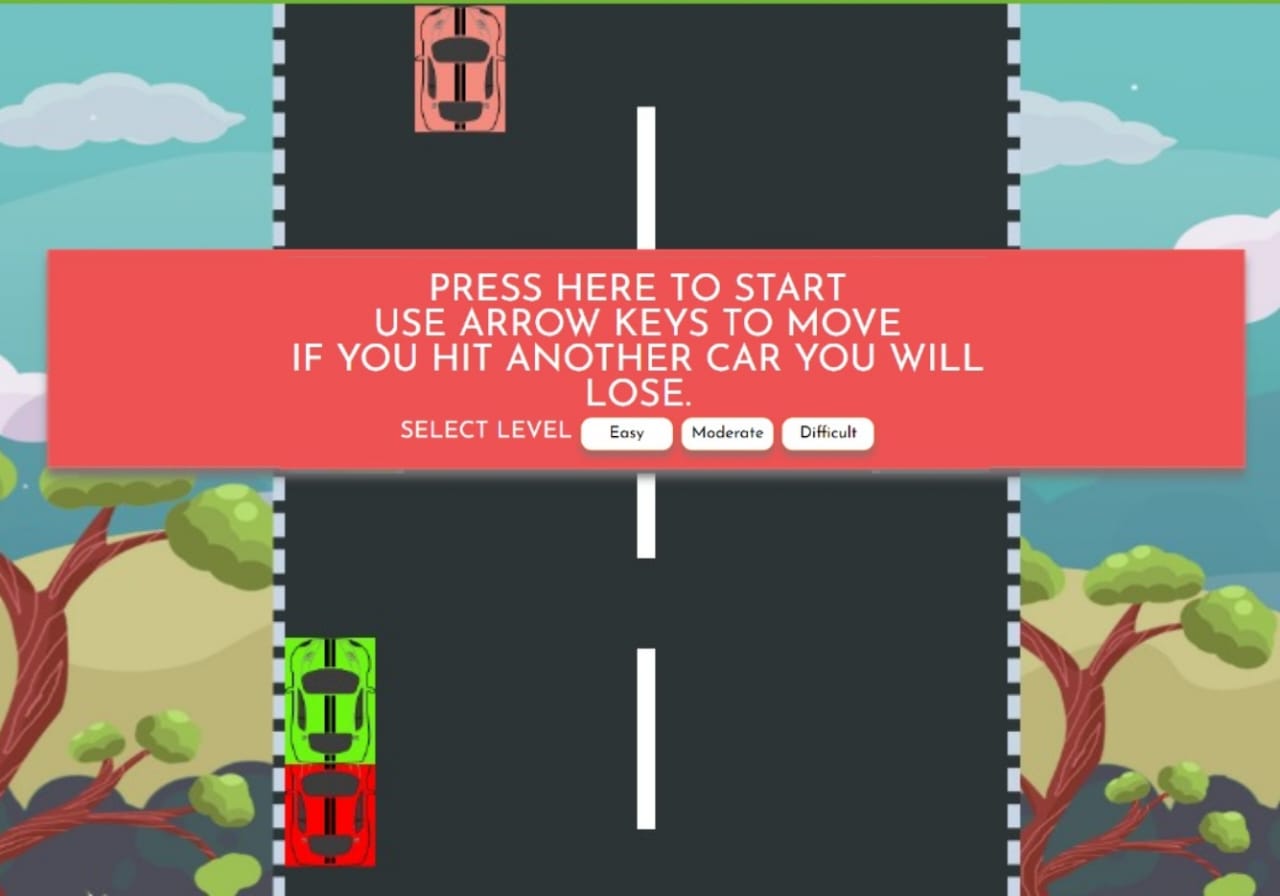 PRESS HERE TO START
USE ARROW KEYS TO MOVE
IF YOU HIT ANOTHER CAR YOU WILL
LOSE.
SELECT LEVEL Easy Moderate Difficult